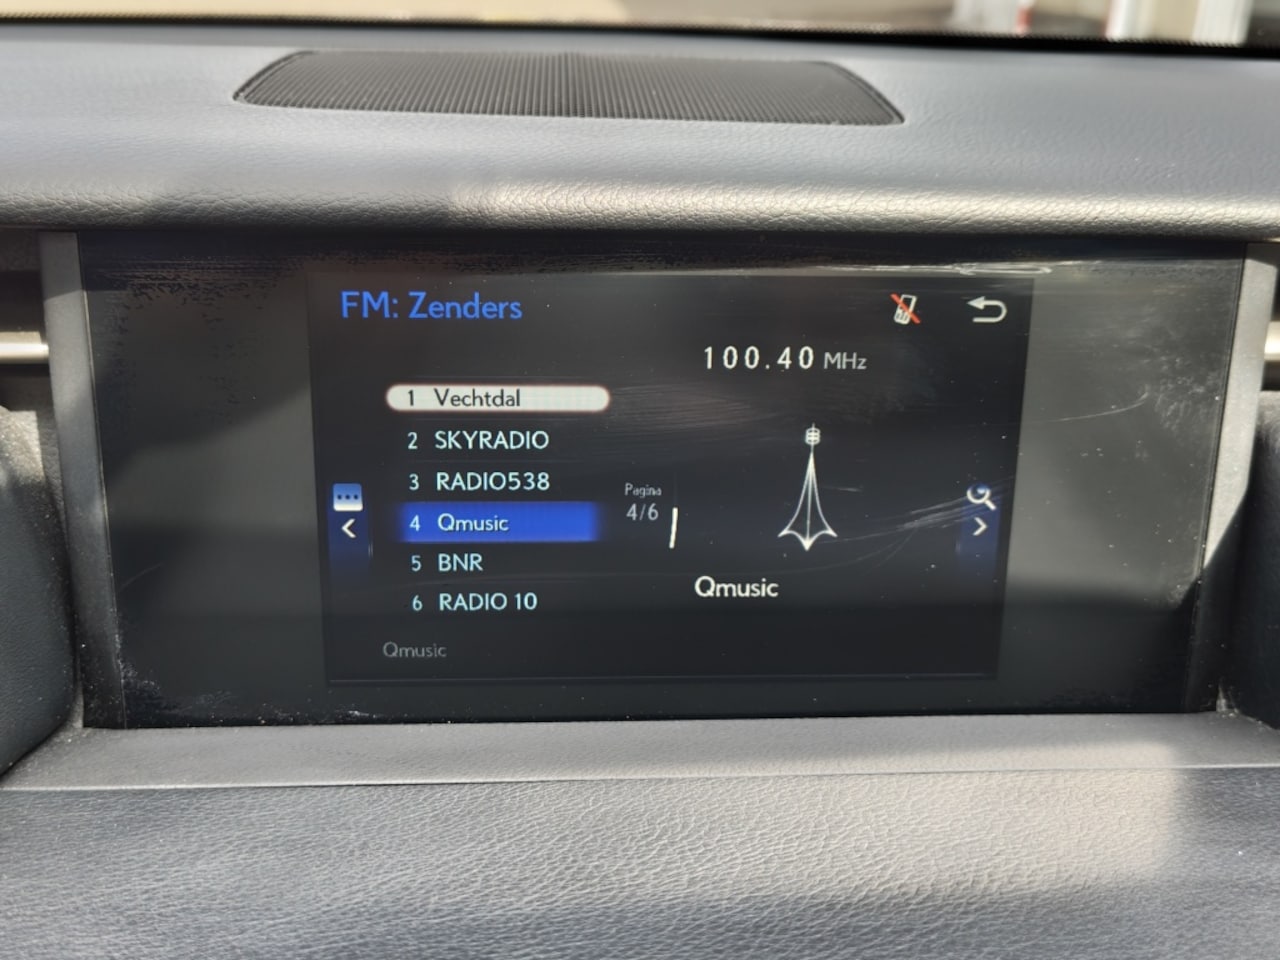 FM: Zenders
100.40 MHz
1 Vechtdal
2 SKYRADIO
3 RADIO538
4 Qmusic
5 BNR
6 RADIO 10
Pagina
4/6
Qmusic
Qmusic